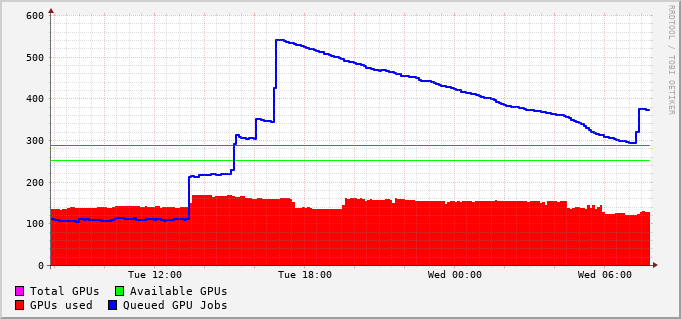 600
500
400
300
200
100
0
Tue 12:00 Tue 18:00 Wed 00:00 Wed 06:00
Total GPUs Available GPUs
GPUs used Queued GPU Jobs
RRDTOOL / TOBI OETIKER